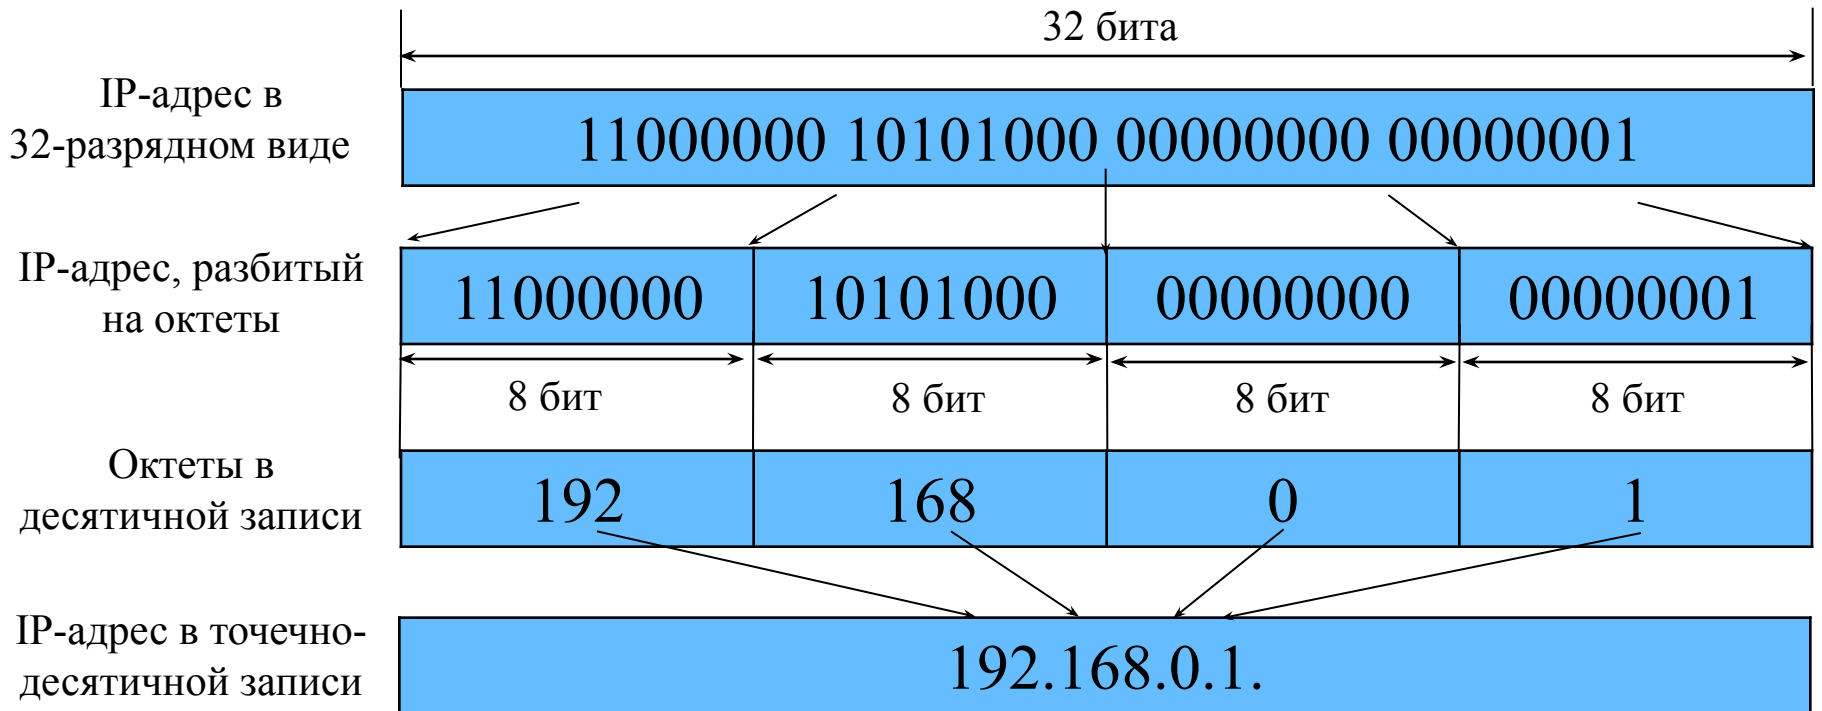 32 бита
IP-адрес в
32-разрядном виде
11000000 10101000 00000000 00000001
IP-адрес, разбитый
на октеты
11000000 10101000 00000000 00000001
8 бит 8 бит 8 бит 8 бит
Октеты в
десятичной записи
192 168 0 1
IP-адрес в точечно-
десятичной записи
192.168.0.1.